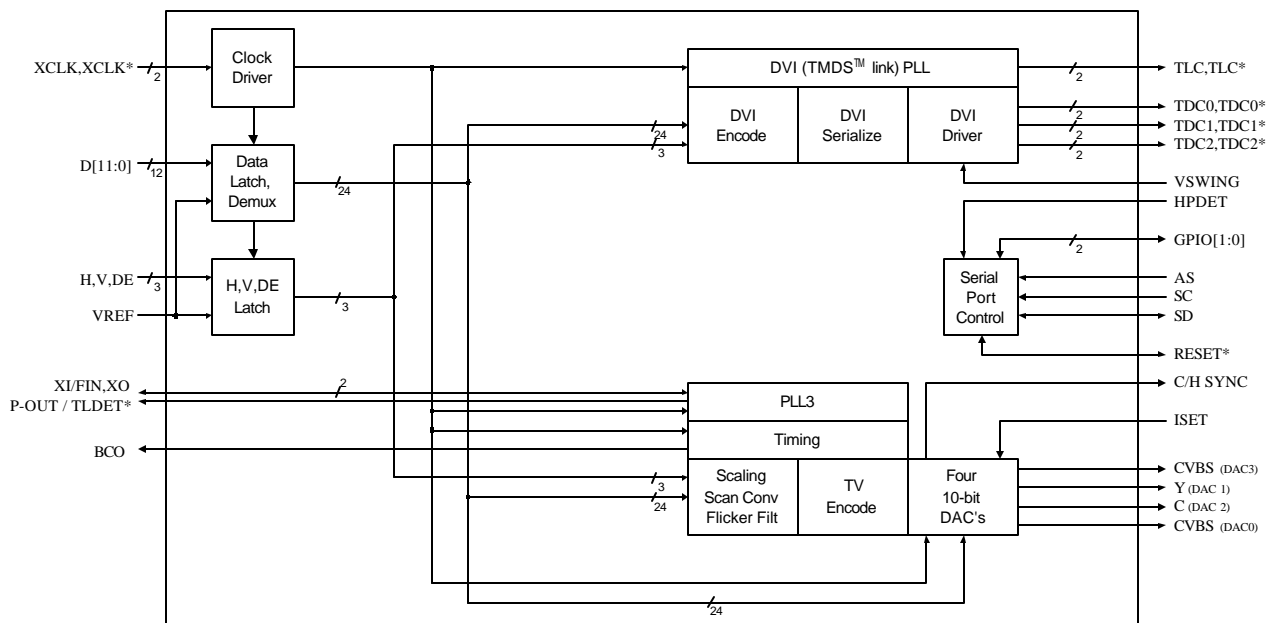 XCLK,XCLK*
2
Clock
Driver
DVI (TMDS™ link) PLL
2
TLC,TLC*
DVI
Encode
DVI
Serialize
DVI
Driver
24
3
2
TDC0,TDC0*
2
TDC1,TDC1*
2
TDC2,TDC2*
D[11:0]
12
Data
Latch,
Demux
24
VSWING
HPDET
2
GPIO[1:0]
H,V,DE
3
H,V,DE
Latch
3
VREF
Serial
Port
Control
AS
SC
SD
RESET*
XI/FIN,XO
2
P-OUT / TLDET*
PLL3
C/H SYNC
Timing
ISET
BCO
3
24
Scaling
Scan Conv
Flicker Filt
TV
Encode
Four
10-bit
DAC's
CVBS (DAC3)
Y (DAC 1)
C (DAC 2)
CVBS (DAC0)
24